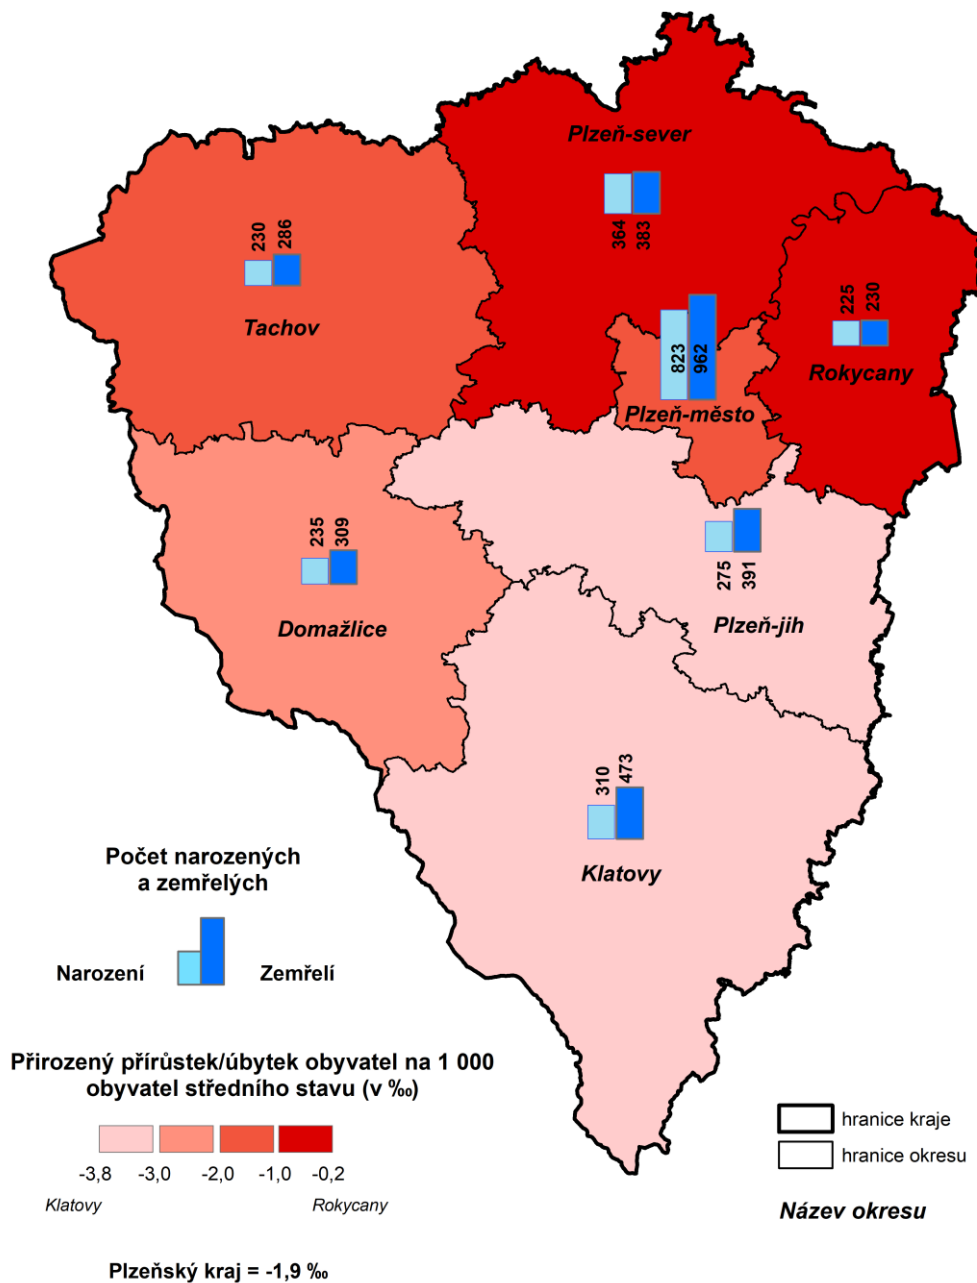 Plzeň-sever
364
383
230
286
Tachov
225
230
Rokycany
823
962
Plzeň-město
235
309
Domažlice
275
391
Plzeň-jih
310
473
Klatovy
Počet narozených
a zemřelých
Narození
Zemřelí
Přirozený přírůstek/úbytek obyvatel na 1 000
obyvatel středního stavu (v ‰)
-3,8 -3,0 -2,0 -1,0 -0,2
Klatovy Rokycany
Plzeňský kraj = -1,9 ‰
hranice kraje
hranice okresu
Název okresu